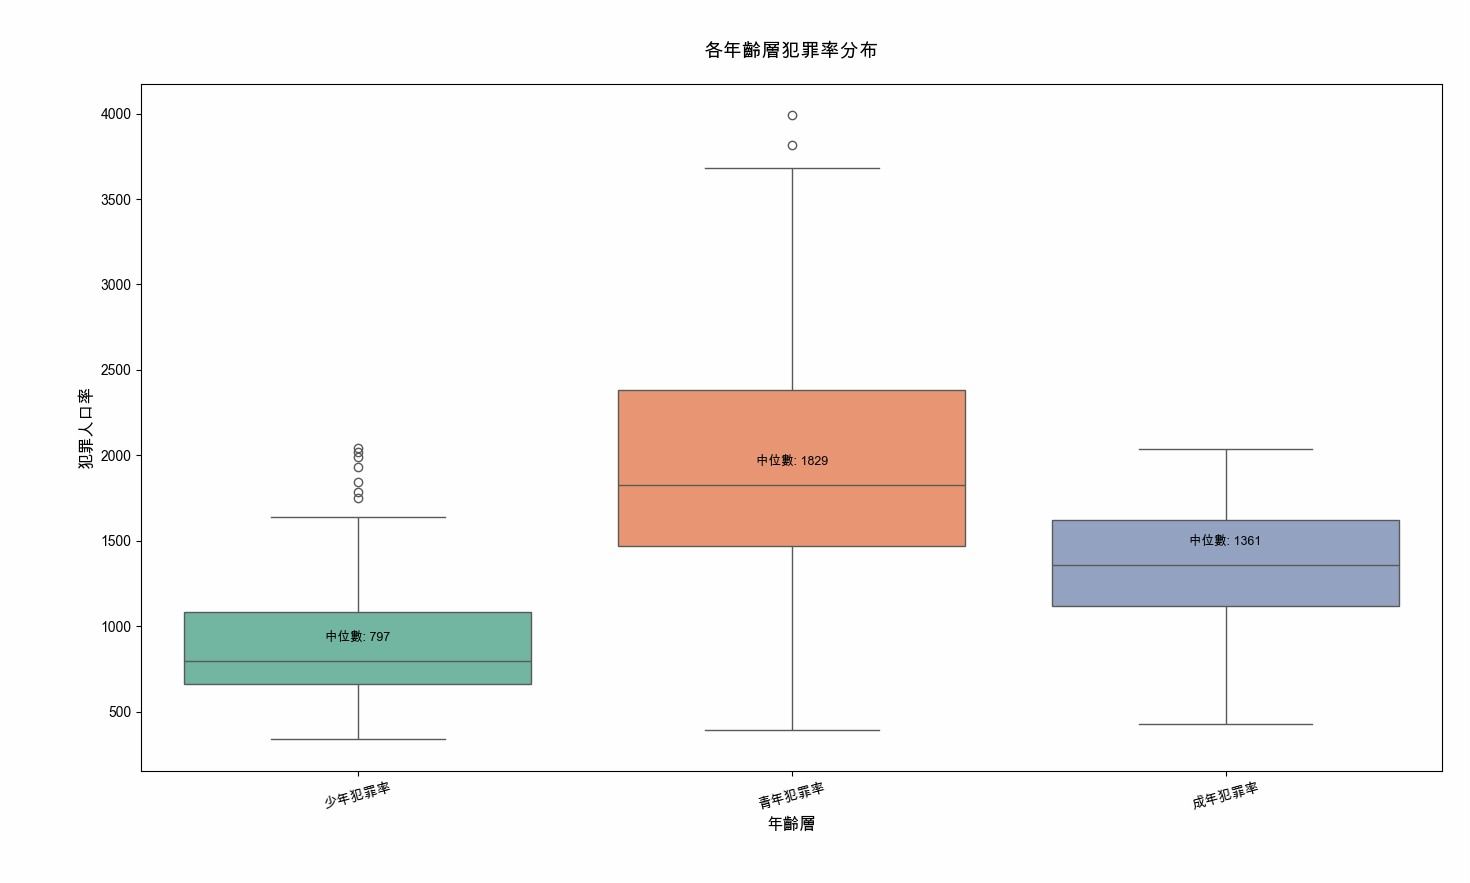 各年齡層犯罪率分布
犯罪人口率
4000
3500
3000
2500
2000
1500
1000
500
中位數: 797
中位數: 1829
中位數: 1361
少年犯罪率
青年犯罪率
成年犯罪率
年齡層